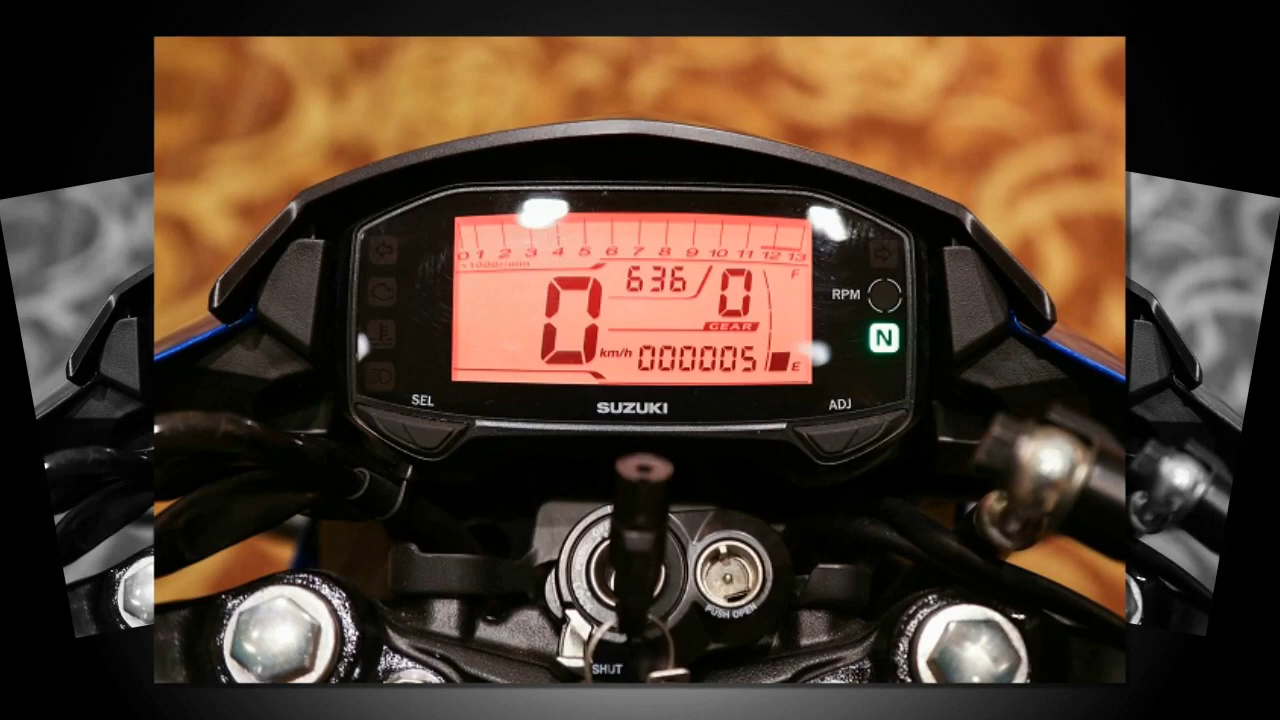 0 1 2 3 4 5 6 7 8 9 10 11 12 13
×1000r/min
636/0 F
GEAR
0 km/h 000005 E
RPM
N
SEL
SUZUKI
ADJ
PUSH OPEN
SHUT